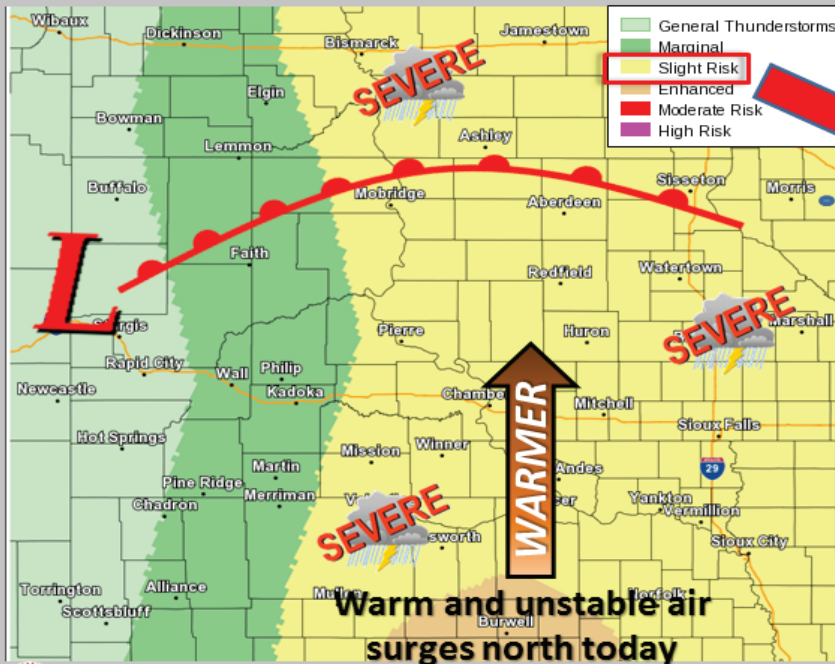 Wibaux
Dickinson
Bismarck
Jamestown
General Thunderstorms
Marginal
Slight Risk
Enhanced
Moderate Risk
High Risk
SEVERE
Elgin
Bowman
Ashley
Lemmon
Buffalo
Mobridge
Sisseton
Morris
Aberdeen
L
Faith
Redfield
Watertown
SEVERE
Pierre
Huron
Marshall
Rapid City
Wall
Philip
Newcastle
Kadoka
WARMER
Mitchell
Hot Springs
Mission
Winner
Sioux Falls
Martin
Andes
29
Pine Ridge
Merriman
SEVERE
Chadron
Yankton
Vermillion
Sioux City
Torrington
Alliance
Scottsbluff
Warm and unstable air
Burwell
surges north today